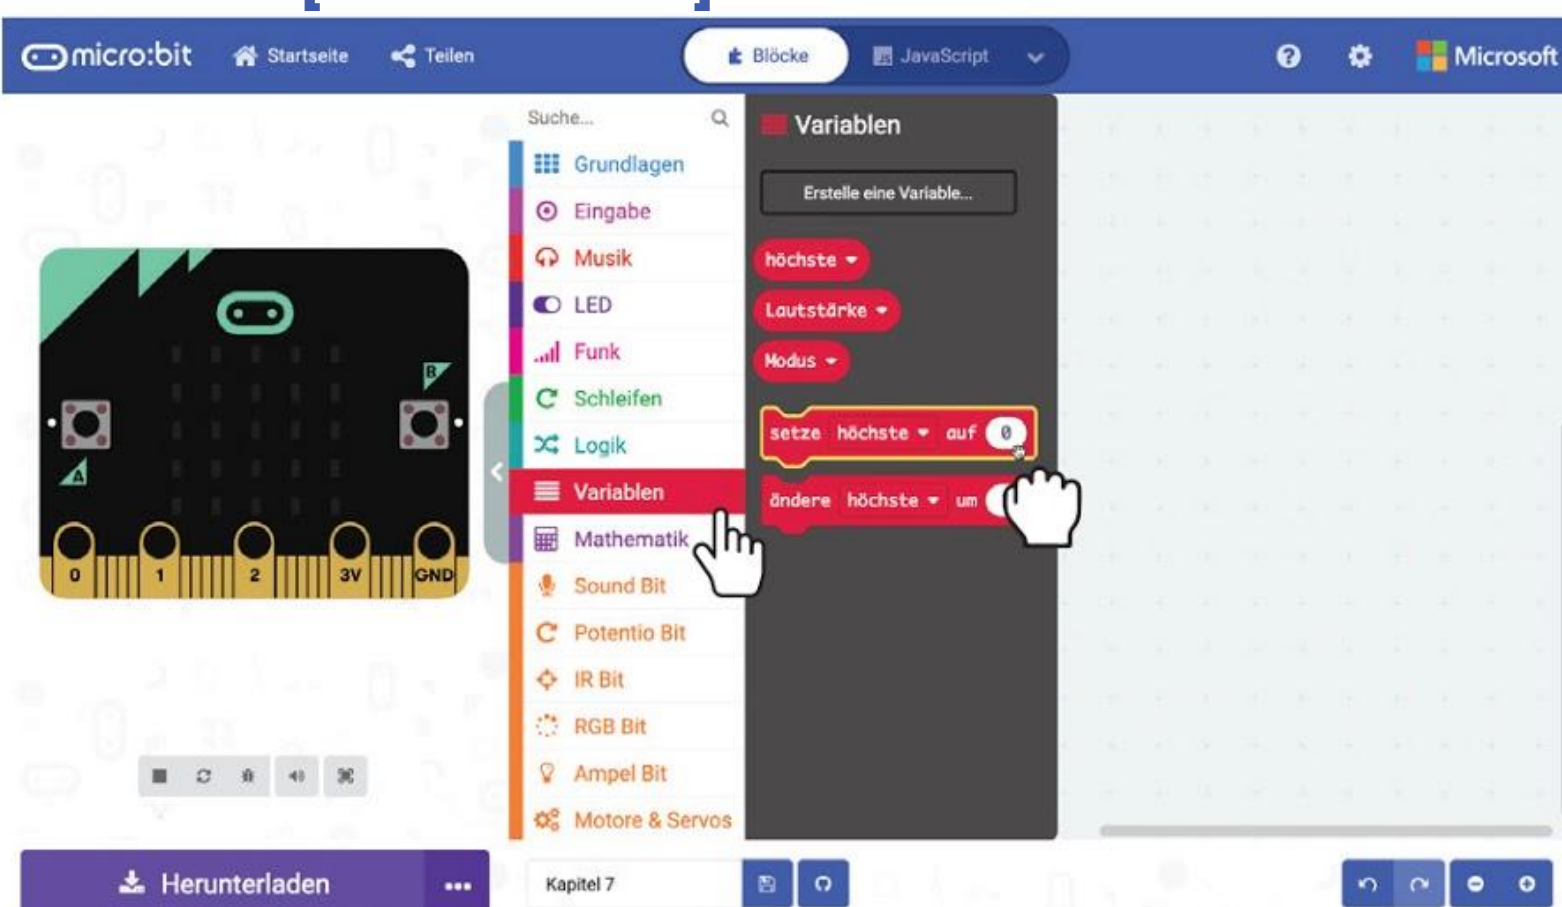 micro:bit
Startseite
Teilen
Blöcke
JS JavaScript
Microsoft
Suche...
Grundlagen
Eingabe
Musik
LED
Funk
Schleifen
Logik
Variablen
Mathematik
Sound Bit
Potentio Bit
IR Bit
RGB Bit
Ampel Bit
Motore & Servos
Variablen
Erstelle eine Variable...
höchste
Lautstärke
Modus
setze höchste auf 0
ändere höchste um
B
A
0 1 2 3V GND
Herunterladen
Kapitel 7